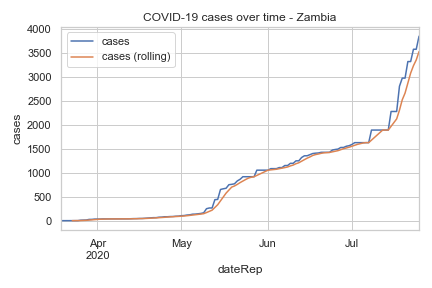 COVID-19 cases over time - Zambia
cases
cases (rolling)
4000
3500
3000
2500
2000
1500
1000
500
0
cases
Apr
2020
May
Jun
Jul
dateRep